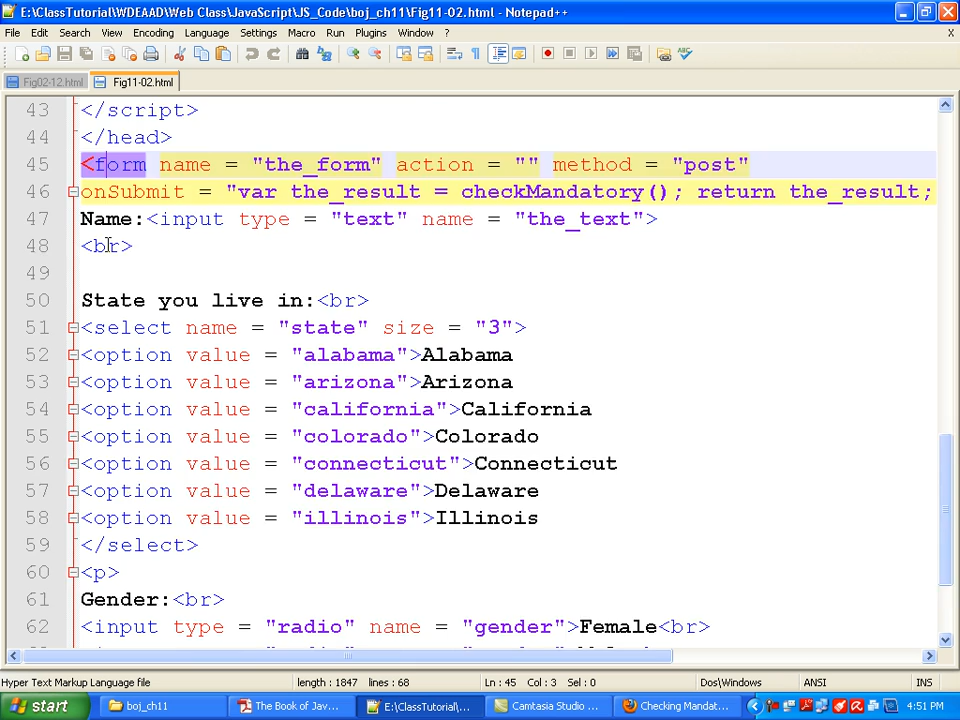 E:\ClassTutorial\WDEAAD\Web Class\JavaScript\JS_Code\boj_ch11\Fig11-02.html - Notepad++
File Edit Search View Encoding Language Settings Macro Run Plugins Window ? X
Fig02-12.html Fig11-02.html
43 </script>
44 </head>
45 <form name = "the_form" action = "" method = "post"
46 onSubmit = "var the_result = checkMandatory(); return the_result;
47 Name:<input type = "text" name = "the_text">
48 <br>
49
50 State you live in:<br>
51 <select name = "state" size = "3">
52 <option value = "alabama">Alabama
53 <option value = "arizona">Arizona
54 <option value = "california">California
55 <option value = "colorado">Colorado
56 <option value = "connecticut">Connecticut
57 <option value = "delaware">Delaware
58 <option value = "illinois">Illinois
59 </select>
60 <p>
61 Gender:<br>
62 <input type = "radio" name = "gender">Female<br>
Hyper Text Markup Language file length : 1847 lines : 68 Ln : 45 Col : 3 Sel : 0 Dos\Windows ANSI INS
start boj_ch11 The Book of Jav... E:\ClassTutorial\... Camtasia Studio ... Checking Mandat... 4:51 PM